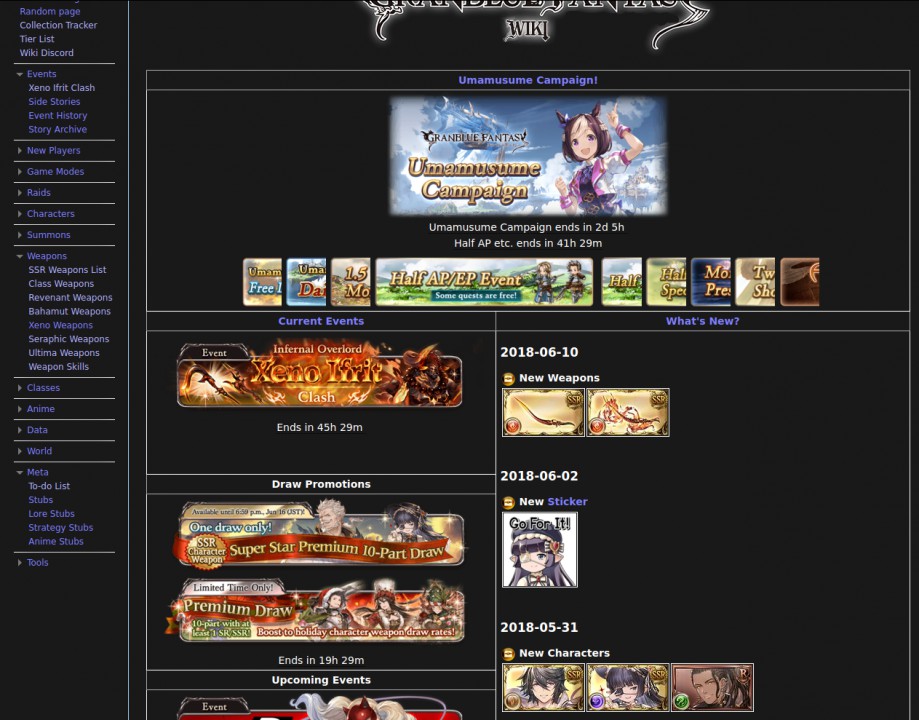 Random page
Collection Tracker
Tier List
Wiki Discord
Events
Xeno Ifrit Clash
Side Stories
Event History
Story Archive
New Players
Game Modes
Raids
Characters
Summons
Weapons
SSR Weapons List
Class Weapons
Revenant Weapons
Bahamut Weapons
Xeno Weapons
Seraphic Weapons
Ultima Weapons
Weapon Skills
Classes
Anime
Data
World
Meta
To-do List
Stubs
Lore Stubs
Strategy Stubs
Anime Stubs
Tools
GRANBLUE FANTASY
WIKI
Umamusume Campaign!
GRANBLUE FANTASY
Umamusume
Campaign
Umamusume Campaign ends in 2d 5h
Half AP etc. ends in 41h 29m
Umam
Free
Uma
Da
1.5
Mo
Half AP/EP Event
Some quests are free!
Half
Hal
Spec
Mo
Pre
Tw
Sh
Current Events
Event
Infernal Overlord
Xeno Ifrit
Clash
Ends in 45h 29m
Draw Promotions
Available until 6:59 p.m., Jun 16 (JST)!
One draw only!
SSR
Character
Weapon
Super Star Premium 10-Part Draw
Limited Time Only!
Premium Draw
10-part with at
least 1 SR/SSR!
Boost to holiday character weapon draw rates!
Ends in 19h 29m
Upcoming Events
Event
What's New?
2018-06-10
New Weapons
SSR
SSR
2018-06-02
New Sticker
Go For It!
2018-05-31
New Characters
SSR
SSR
R